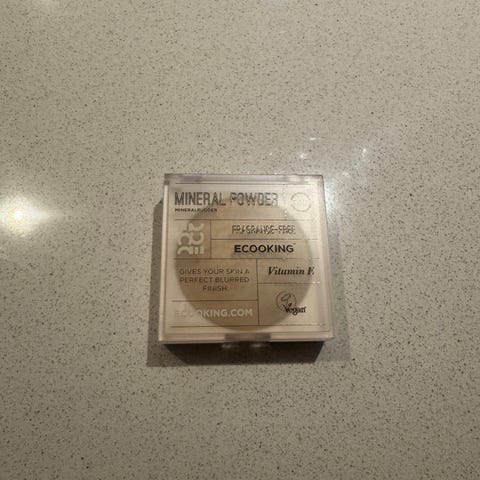 MINERAL POWDER
MINERALPUDDER
FRAGRANCE-FREE
ECOOKING
GIVES YOUR SKIN A
PERFECT BLURRED
FINISH.
Vitamin E
ECOOKING.COM
Vegan